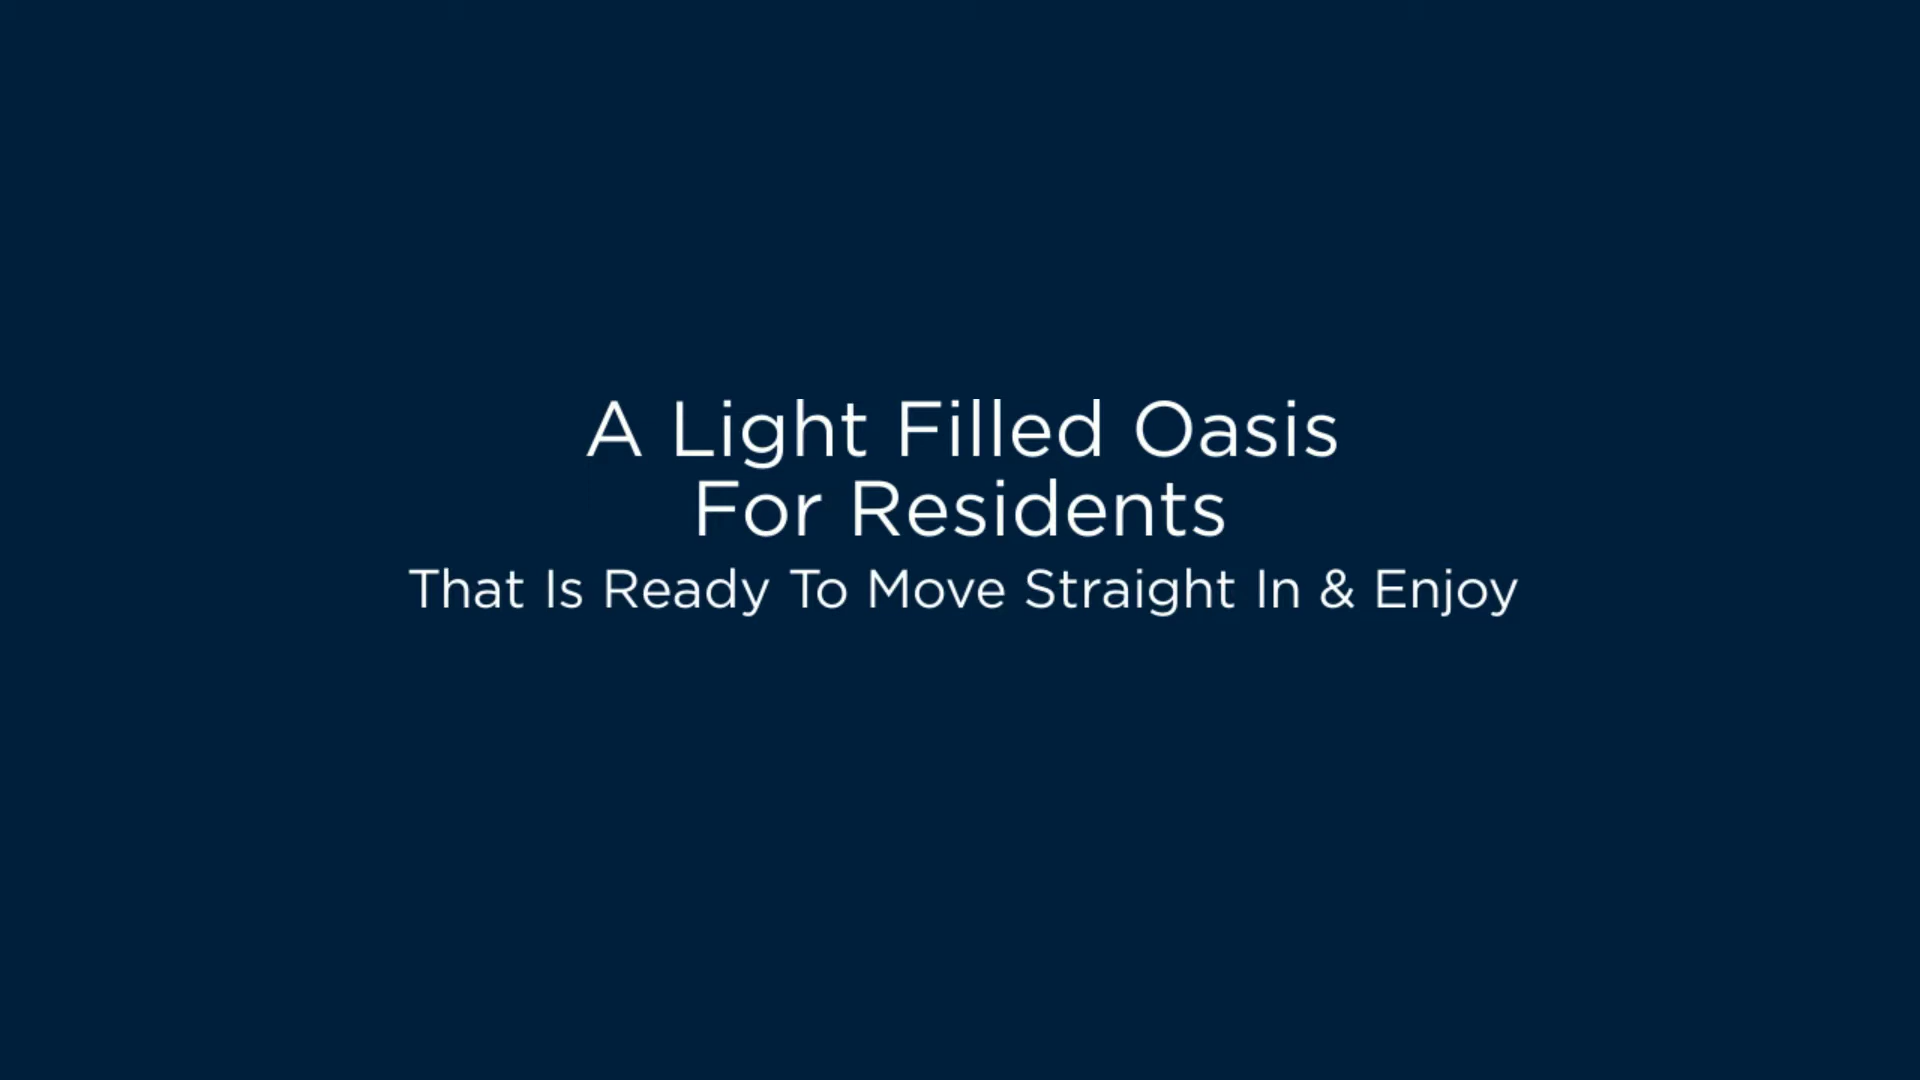 A Light Filled Oasis
For Residents
That Is Ready To Move Straight In & Enjoy